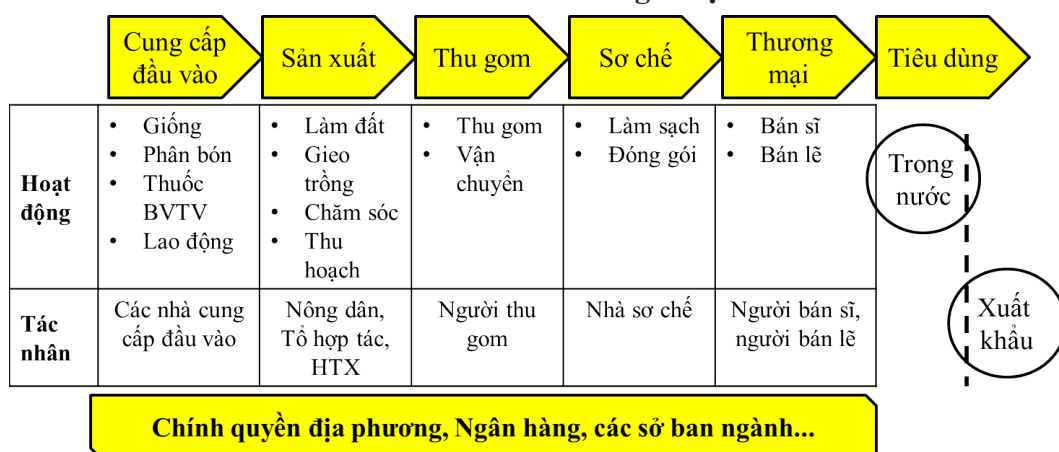 Cung cấp
đầu vào
Sản xuất
Thu gom
Sơ chế
Thương
mại
Tiêu dùng
Hoạt
động
• Giống
• Phân bón
• Thuốc
BVTV
• Lao động
• Làm đất
• Gieo
trồng
• Chăm sóc
• Thu
hoạch
• Thu gom
• Vận
chuyển
• Làm sạch
• Đóng gói
• Bán sĩ
• Bán lẽ
Trong
nước
Tác
nhân
Các nhà cung
cấp đầu vào
Nông dân,
Tổ hợp tác,
HTX
Người thu
gom
Nhà sơ chế
Người bán sĩ,
người bán lẽ
Xuất
khẩu
Chính quyền địa phương, Ngân hàng, các sở ban ngành...